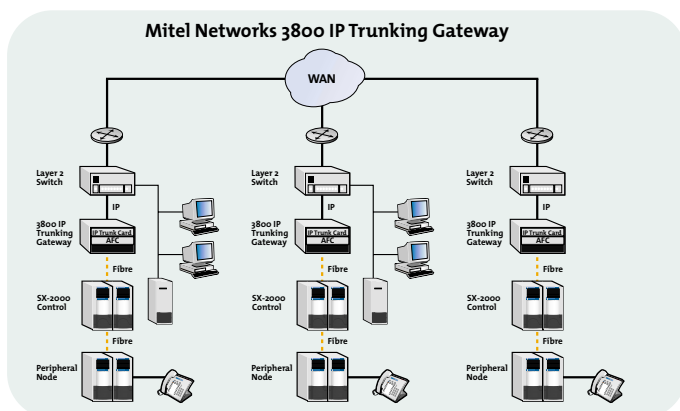 Mitel Networks 3800 IP Trunking Gateway
WAN
Layer 2
Switch
IP
3800 IP
Trunking
Gateway
IP Trunk Card
AFC
Fibre
SX-2000
Control
Fibre
Peripheral
Node
Layer 2
Switch
IP
3800 IP
Trunking
Gateway
IP Trunk Card
AFC
Fibre
SX-2000
Control
Fibre
Peripheral
Node
Layer 2
Switch
IP
3800 IP
Trunking
Gateway
IP Trunk Card
AFC
Fibre
SX-2000
Control
Fibre
Peripheral
Node